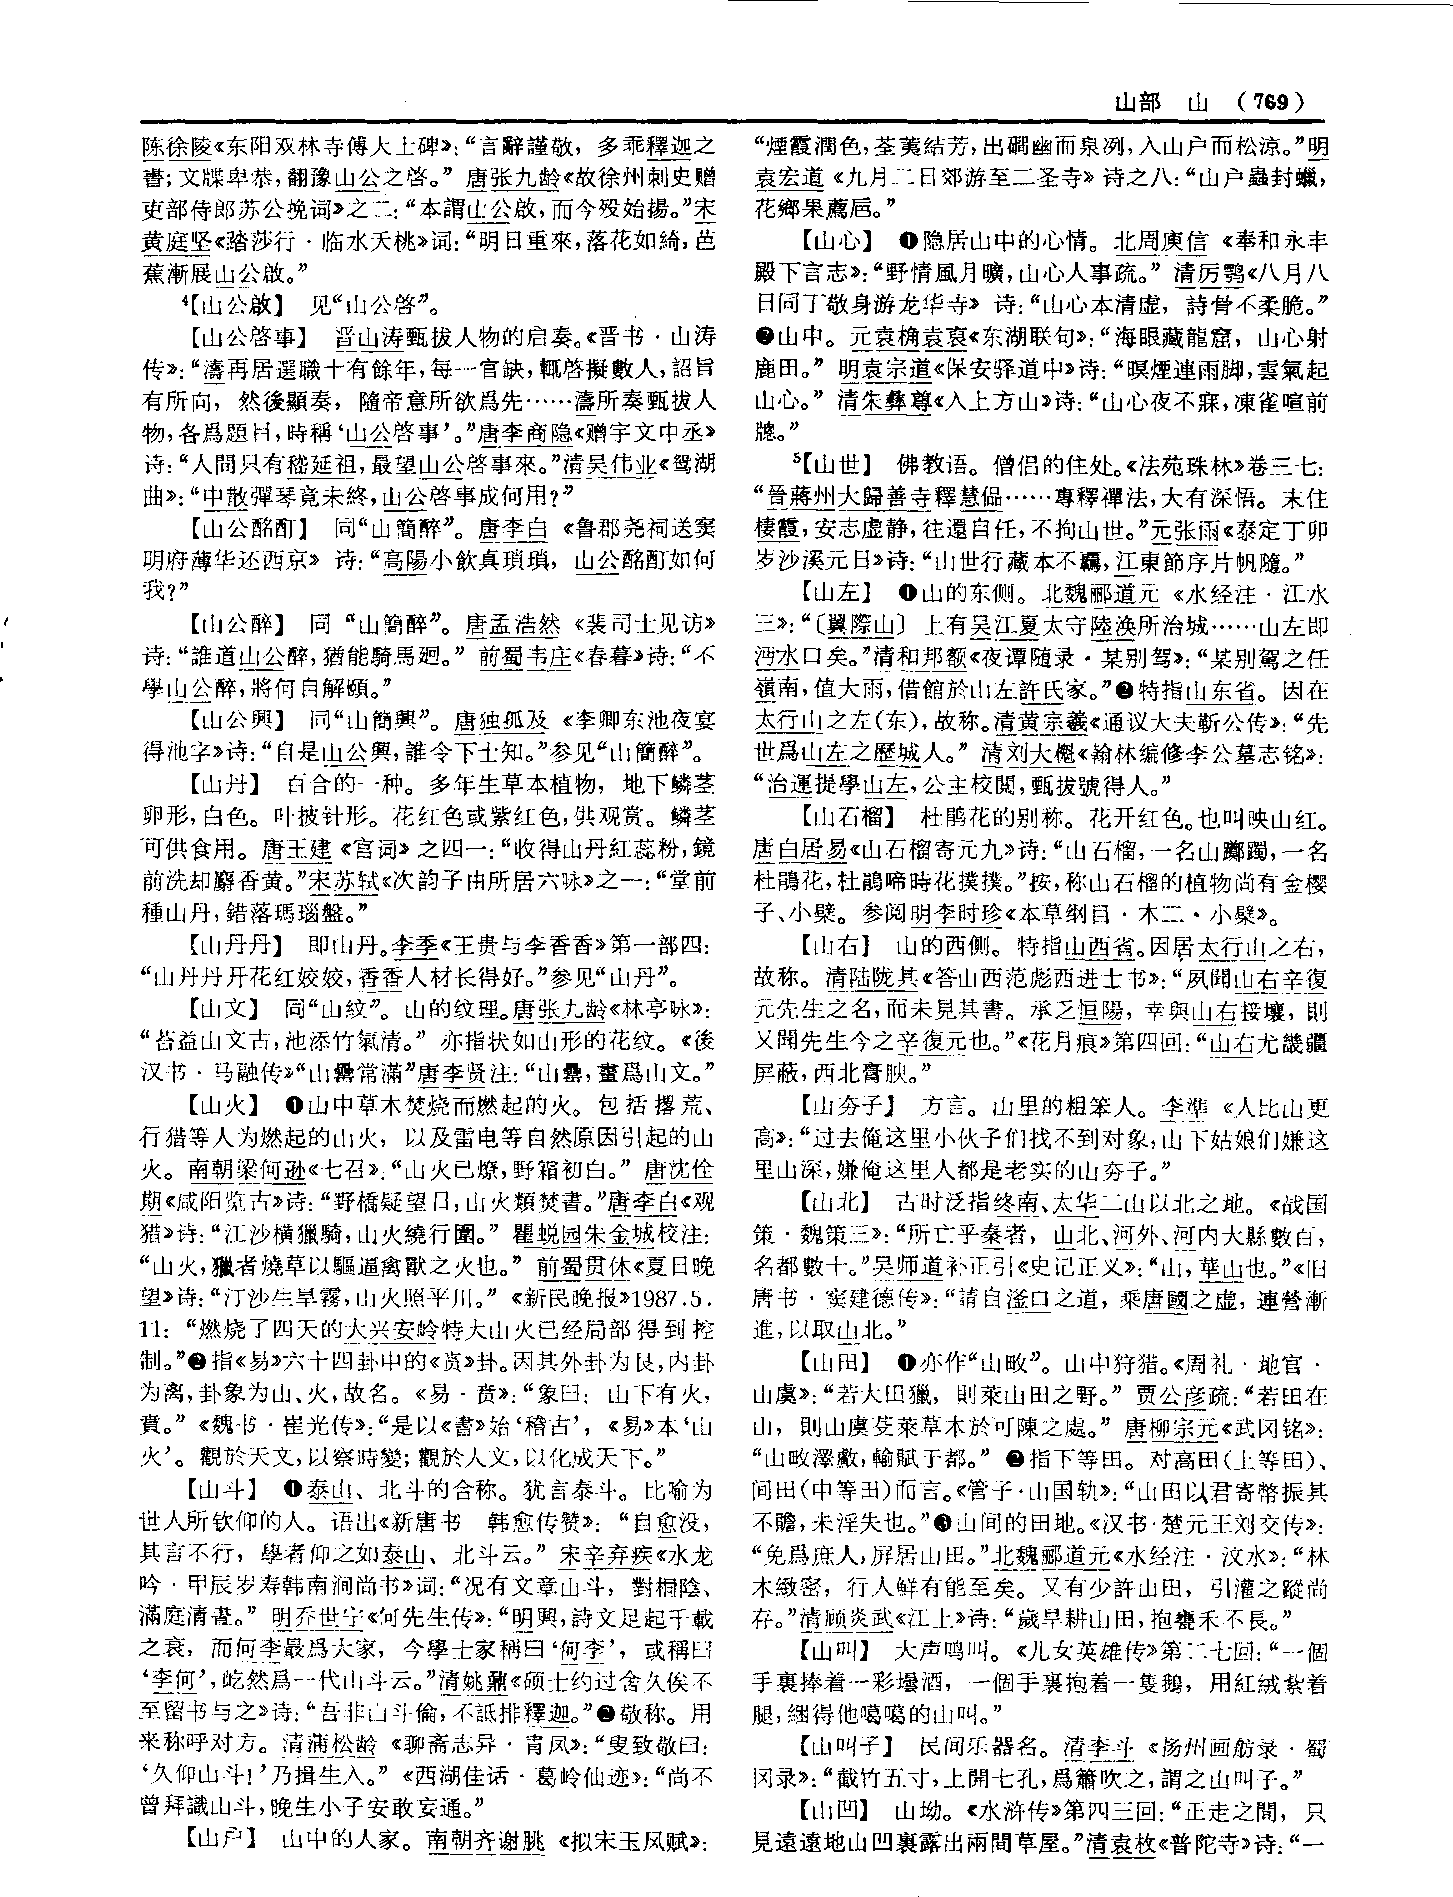 山部　山　（769）
陈徐陵《东阳双林寺傅大士碑》：“言辭謹敬，多乖釋迦之
書；文牒卑恭，翻豫山公之啓。”唐张九龄《故徐州刺史赠
吏部侍郎苏公挽词》之二：“本謂山公啟，而今殁始揚。”宋
黄庭坚《踏莎行·临水夭桃》词：“明日重來，落花如綺，芭
蕉漸展山公啟。”
⁴【山公啟】　见“山公啓”。
【山公啓事】　晋山涛甄拔人物的启奏。《晋书·山涛
传》：“濤再居選職十有餘年，每一官缺，輒啓擬數人，詔旨
有所向，然後顯奏，隨帝意所欲爲先……濤所奏甄拔人
物，各爲題目，時稱‘山公啓事’。”唐李商隐《赠宇文中丞》
诗：“人間只有嵇延祖，最望山公啓事來。”清吴伟业《鸳湖
曲》：“中散彈琴竟未終，山公啓事成何用？”
【山公酩酊】　同“山簡醉”。唐李白《鲁郡尧祠送窦
明府薄华还西京》诗：“高陽小飲真瑣瑣，山公酩酊如何
我？”
【山公醉】　同“山簡醉”。唐孟浩然《裴司士见访》
诗：“誰道山公醉，猶能騎馬迴。”前蜀韦庄《春暮》诗：“不
學山公醉，將何自解頤。”
【山公興】　同“山簡興”。唐独孤及《李卿东池夜宴
得池字》诗：“自是山公興，誰令下士知。”参见“山簡醉”。
【山丹】　百合的一种。多年生草本植物，地下鳞茎
卵形，白色。叶披针形。花红色或紫红色，供观赏。鳞茎
可供食用。唐王建《宫词》之四一：“收得山丹紅蕊粉，鏡
前洗却麝香黄。”宋苏轼《次韵子由所居六咏》之一：“堂前
種山丹，錯落瑪瑙盤。”
【山丹丹】　即山丹。李季《王贵与李香香》第一部四：
“山丹丹开花红姣姣，香香人材长得好。”参见“山丹”。
【山文】　同“山紋”。山的纹理。唐张九龄《林亭咏》：
“苔益山文古，池添竹氣清。”亦指状如山形的花纹。《後
汉书·马融传》“山罍常滿”唐李贤注：“山罍，畫爲山文。”
【山火】　❶山中草木焚烧而燃起的火。包括撂荒、
行猎等人为燃起的山火，以及雷电等自然原因引起的山
火。南朝梁何逊《七召》：“山火已燎，野霜初白。”唐沈佺
期《咸阳览古》诗：“野橋疑望日，山火類焚書。”唐李白《观
猎》诗：“江沙横獵騎，山火繞行圍。”瞿蜕园朱金城校注：
“山火，獵者燒草以驅逼禽獸之火也。”前蜀贯休《夏日晚
望》诗：“汀沙生旱霧，山火照平川。”《新民晚报》1987．5．
11：“燃烧了四天的大兴安岭特大山火已经局部得到控
制。”❷指《易》六十四卦中的《贲》卦。因其外卦为艮，内卦
为离，卦象为山、火，故名。《易·贲》：“象曰：山下有火，
賁。”《魏书·崔光传》：“是以《書》始‘稽古’，《易》本‘山
火’。觀於天文，以察時變；觀於人文，以化成天下。”
【山斗】　❶泰山、北斗的合称。犹言泰斗。比喻为
世人所钦仰的人。语出《新唐书　韩愈传赞》：“自愈没，
其言不行，學者仰之如泰山、北斗云。”宋辛弃疾《水龙
吟·甲辰岁寿韩南涧尚书》词：“况有文章山斗，對桐陰、
滿庭清晝。”明乔世宁《何先生传》：“明興，詩文足起千載
之衰，而何李最爲大家，今學士家稱曰‘何李’，或稱曰
‘李何’，屹然爲一代山斗云。”清姚鼐《硕士约过舍久俟不
至留书与之》诗：“吾非山斗倫，不詆排釋迦。”❷敬称。用
来称呼对方。清蒲松龄《聊斋志异·青凤》：“叟致敬曰：
‘久仰山斗！’乃揖生入。”《西湖佳话·葛岭仙迹》：“尚不
曾拜識山斗，晚生小子安敢妄通。”
【山戶】　山中的人家。南朝齐谢朓《拟宋玉风赋》：
“煙霞潤色，荃荑结芳，出磵幽而泉冽，入山户而松凉。”明
袁宏道《九月二日郊游至二圣寺》诗之八：“山户蟲封蠟，
花鄉果薦卮。”
【山心】　❶隐居山中的心情。北周庾信《奉和永丰
殿下言志》：“野情風月曠，山心人事疏。”清厉鹗《八月八
日同丁敬身游龙华寺》诗：“山心本清虚，詩骨不柔脆。”
❷山中。元袁桷袁裒《东湖联句》：“海眼藏龍窟，山心射
鹿田。”明袁宗道《保安驿道中》诗：“暝煙連雨脚，雲氣起
山心。”清朱彝尊《入上方山》诗：“山心夜不寐，凍雀喧前
牕。”
⁵【山世】　佛教语。僧侣的住处。《法苑珠林》卷三七：
“晉蔣州大歸善寺釋慧偘……專釋禪法，大有深悟。末住
棲霞，安志虚静，往還自任，不拘山世。”元张雨《泰定丁卯
岁沙溪元日》诗：“山世行藏本不羈，江東節序片帆隨。”
【山左】　❶山的东侧。北魏郦道元《水经注·江水
三》：“〔翼際山〕上有吴江夏太守陸涣所治城……山左即
沔水口矣。”清和邦额《夜谭随录·某别驾》：“某别駕之任
嶺南，值大雨，借館於山左許氏家。”❷特指山东省。因在
太行山之左（东），故称。清黄宗羲《通议大夫靳公传》：“先
世爲山左之歷城人。”清刘大櫆《翰林编修李公墓志铭》：
“治運提學山左，公主校閲，甄拔號得人。”
【山石榴】　杜鹃花的别称。花开红色。也叫映山红。
唐白居易《山石榴寄元九》诗：“山石榴，一名山躑躅，一名
杜鵑花，杜鵑啼時花撲撲。”按，称山石榴的植物尚有金樱
子、小檗。参阅明李时珍《本草纲目·木二·小檗》。
【山右】　山的西侧。特指山西省。因居太行山之右，
故称。清陆陇其《答山西范彪西进士书》：“夙聞山右辛復
元先生之名，而未見其書。承乏恒陽，幸與山右接壤，則
又聞先生今之辛復元也。”《花月痕》第四回：“山右尤畿疆
屏蔽，西北膏腴。”
【山夯子】　方言。山里的粗笨人。李準《人比山更
高》：“过去俺这里小伙子们找不到对象，山下姑娘们嫌这
里山深，嫌俺这里人都是老实的山夯子。”
【山北】　古时泛指终南、太华二山以北之地。《战国
策·魏策三》：“所亡乎秦者，山北、河外、河内大縣數百，
名都數十。”吴师道补正引《史记正义》：“山，華山也。”《旧
唐书·窦建德传》：“請自滏口之道，乘唐國之虚，連營漸
進，以取山北。”
【山田】　❶亦作“山畋”。山中狩猎。《周礼·地官·
山虞》：“若大田獵，則萊山田之野。”贾公彦疏：“若田在
山，則山虞芟萊草木於可陳之處。”唐柳宗元《武冈铭》：
“山畋澤䱷，輸賦于都。”❷指下等田。对高田（上等田）、
间田（中等田）而言。《管子·山国轨》：“山田以君寄幣振其
不贍，未淫失也。”❸山间的田地。《汉书·楚元王刘交传》：
“免爲庶人，屏居山田。”北魏郦道元《水经注·汶水》：“林
木緻密，行人鲜有能至矣。又有少許山田，引灌之蹤尚
存。”清顾炎武《江上》诗：“歲旱耕山田，抱甕禾不長。”
【山叫】　大声鸣叫。《儿女英雄传》第二七回：“一個
手裏捧着一彩壜酒，一個手裏抱着一隻鵝，用紅絨紮着
腿，綑得他噶噶的山叫。”
【山叫子】　民间乐器名。清李斗《扬州画舫录·蜀
冈录》：“截竹五寸，上開七孔，爲簫吹之，謂之山叫子。”
【山凹】　山坳。《水浒传》第四三回：“正走之間，只
見遠遠地山凹裏露出兩間草屋。”清袁枚《普陀寺》诗：“一